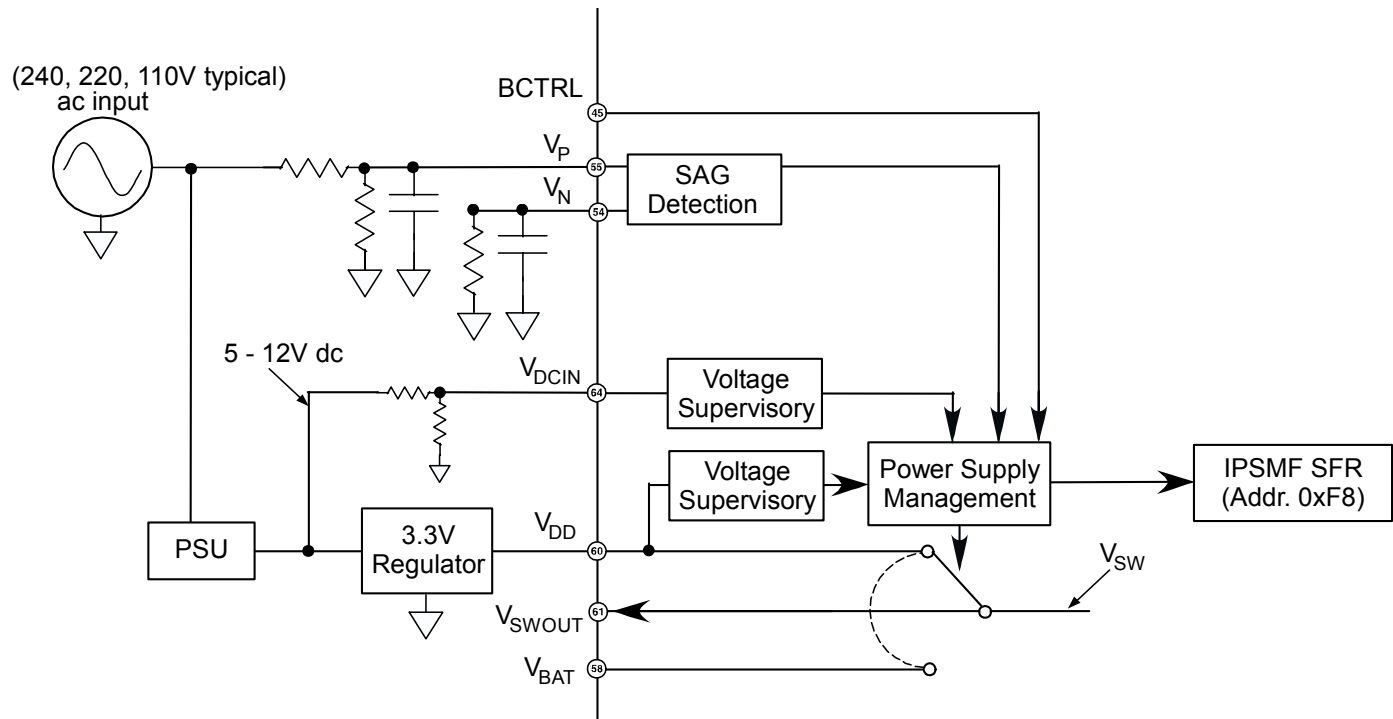 (240, 220, 110V typical)
ac input
BCTRL
45
VP
55
SAG
Detection
VN
54
5 - 12V dc
VDCIN
64
Voltage
Supervisory
Voltage
Supervisory
Power Supply
Management
IPSMF SFR
(Addr. 0xF8)
PSU
3.3V
Regulator
VDD
60
VSW
VSWOUT
61
VBAT
58